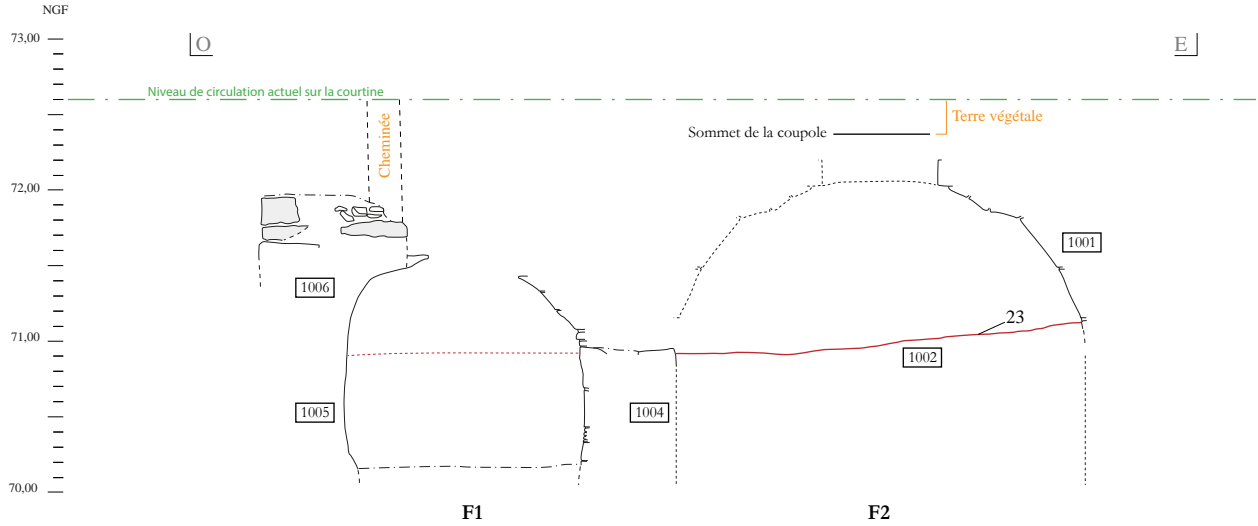 NGF
73,00
O
E
Niveau de circulation actuel sur la courtine
Cheminée
Terre végétale
Sommet de la coupole
72,00
1001
1006
23
71,00
1002
1005
1004
70,00
F1
F2